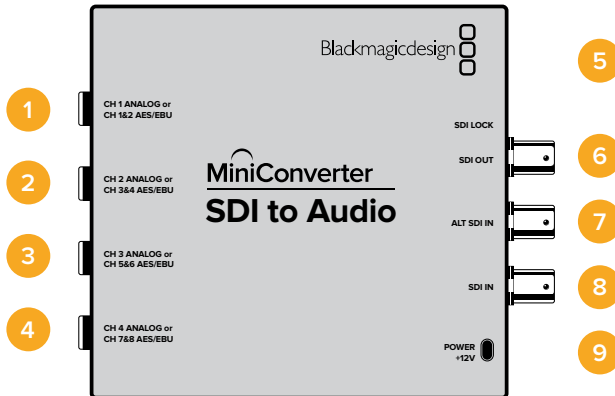 Blackmagicdesign
5
1
CH 1 ANALOG or
CH 1&2 AES/EBU
SDI LOCK
SDI OUT
6
2
CH 2 ANALOG or
CH 3&4 AES/EBU
MiniConverter
SDI to Audio
ALT SDI IN
7
3
CH 3 ANALOG or
CH 5&6 AES/EBU
SDI IN
8
4
CH 4 ANALOG or
CH 7&8 AES/EBU
POWER
+12V
9